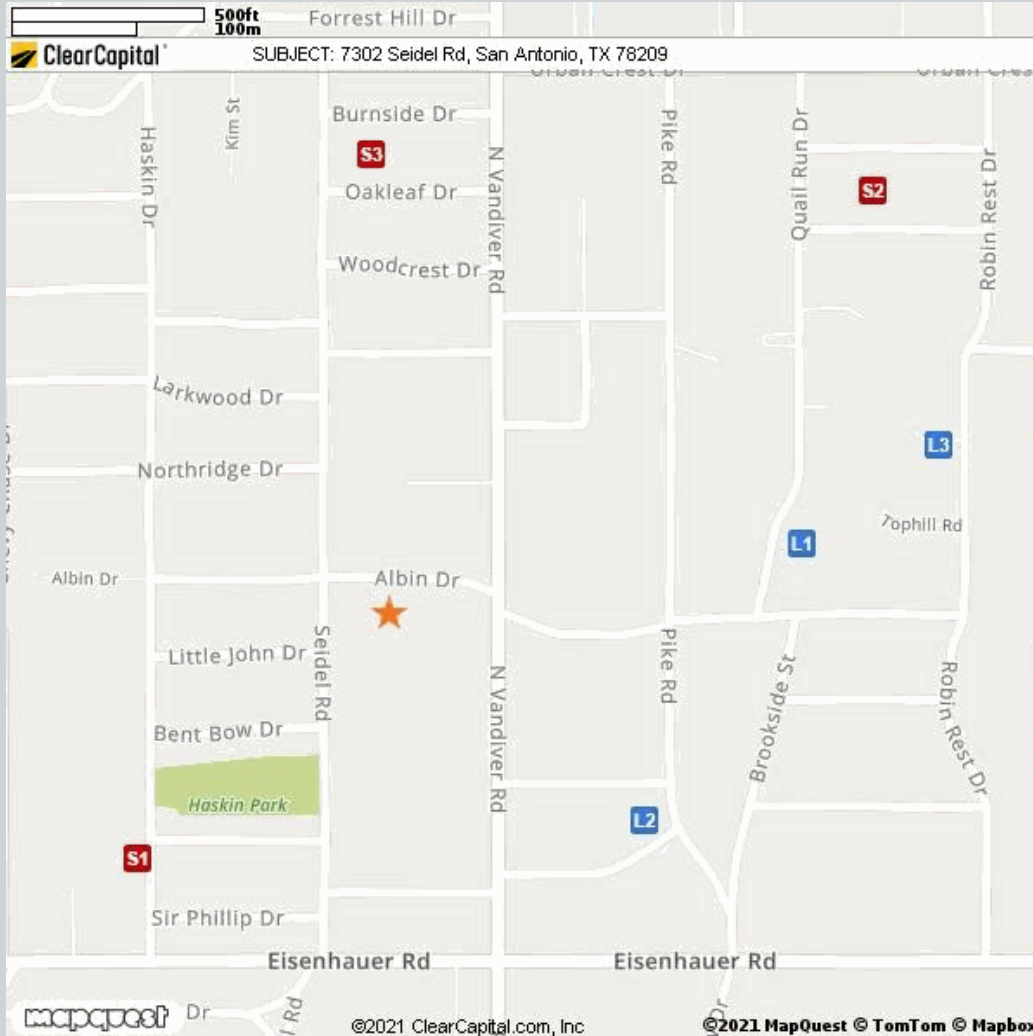 500ft
100m
Forrest Hill Dr
ClearCapital
SUBJECT: 7302 Seidel Rd, San Antonio, TX 78209
Urban Crest Dr
Burnside Dr
Kim St
Haskin Dr
S3
N Vandiver Rd
Pike Rd
Quail Run Dr
S2
Robin Rest Dr
Oakleaf Dr
Woodcrest Dr
Larkwood Dr
Northridge Dr
L3
Tophill Rd
L1
Albin Dr
Albin Dr
Little John Dr
Seidel Rd
Pike Rd
Brookside St
Robin Rest Dr
N Vandiver Rd
Bent Bow Dr
Haskin Park
L2
S1
Sir Phillip Dr
Eisenhauer Rd
Eisenhauer Rd
mapquest
Dr
Rd
©2021 ClearCapital.com, Inc
©2021 MapQuest © TomTom © Mapbox